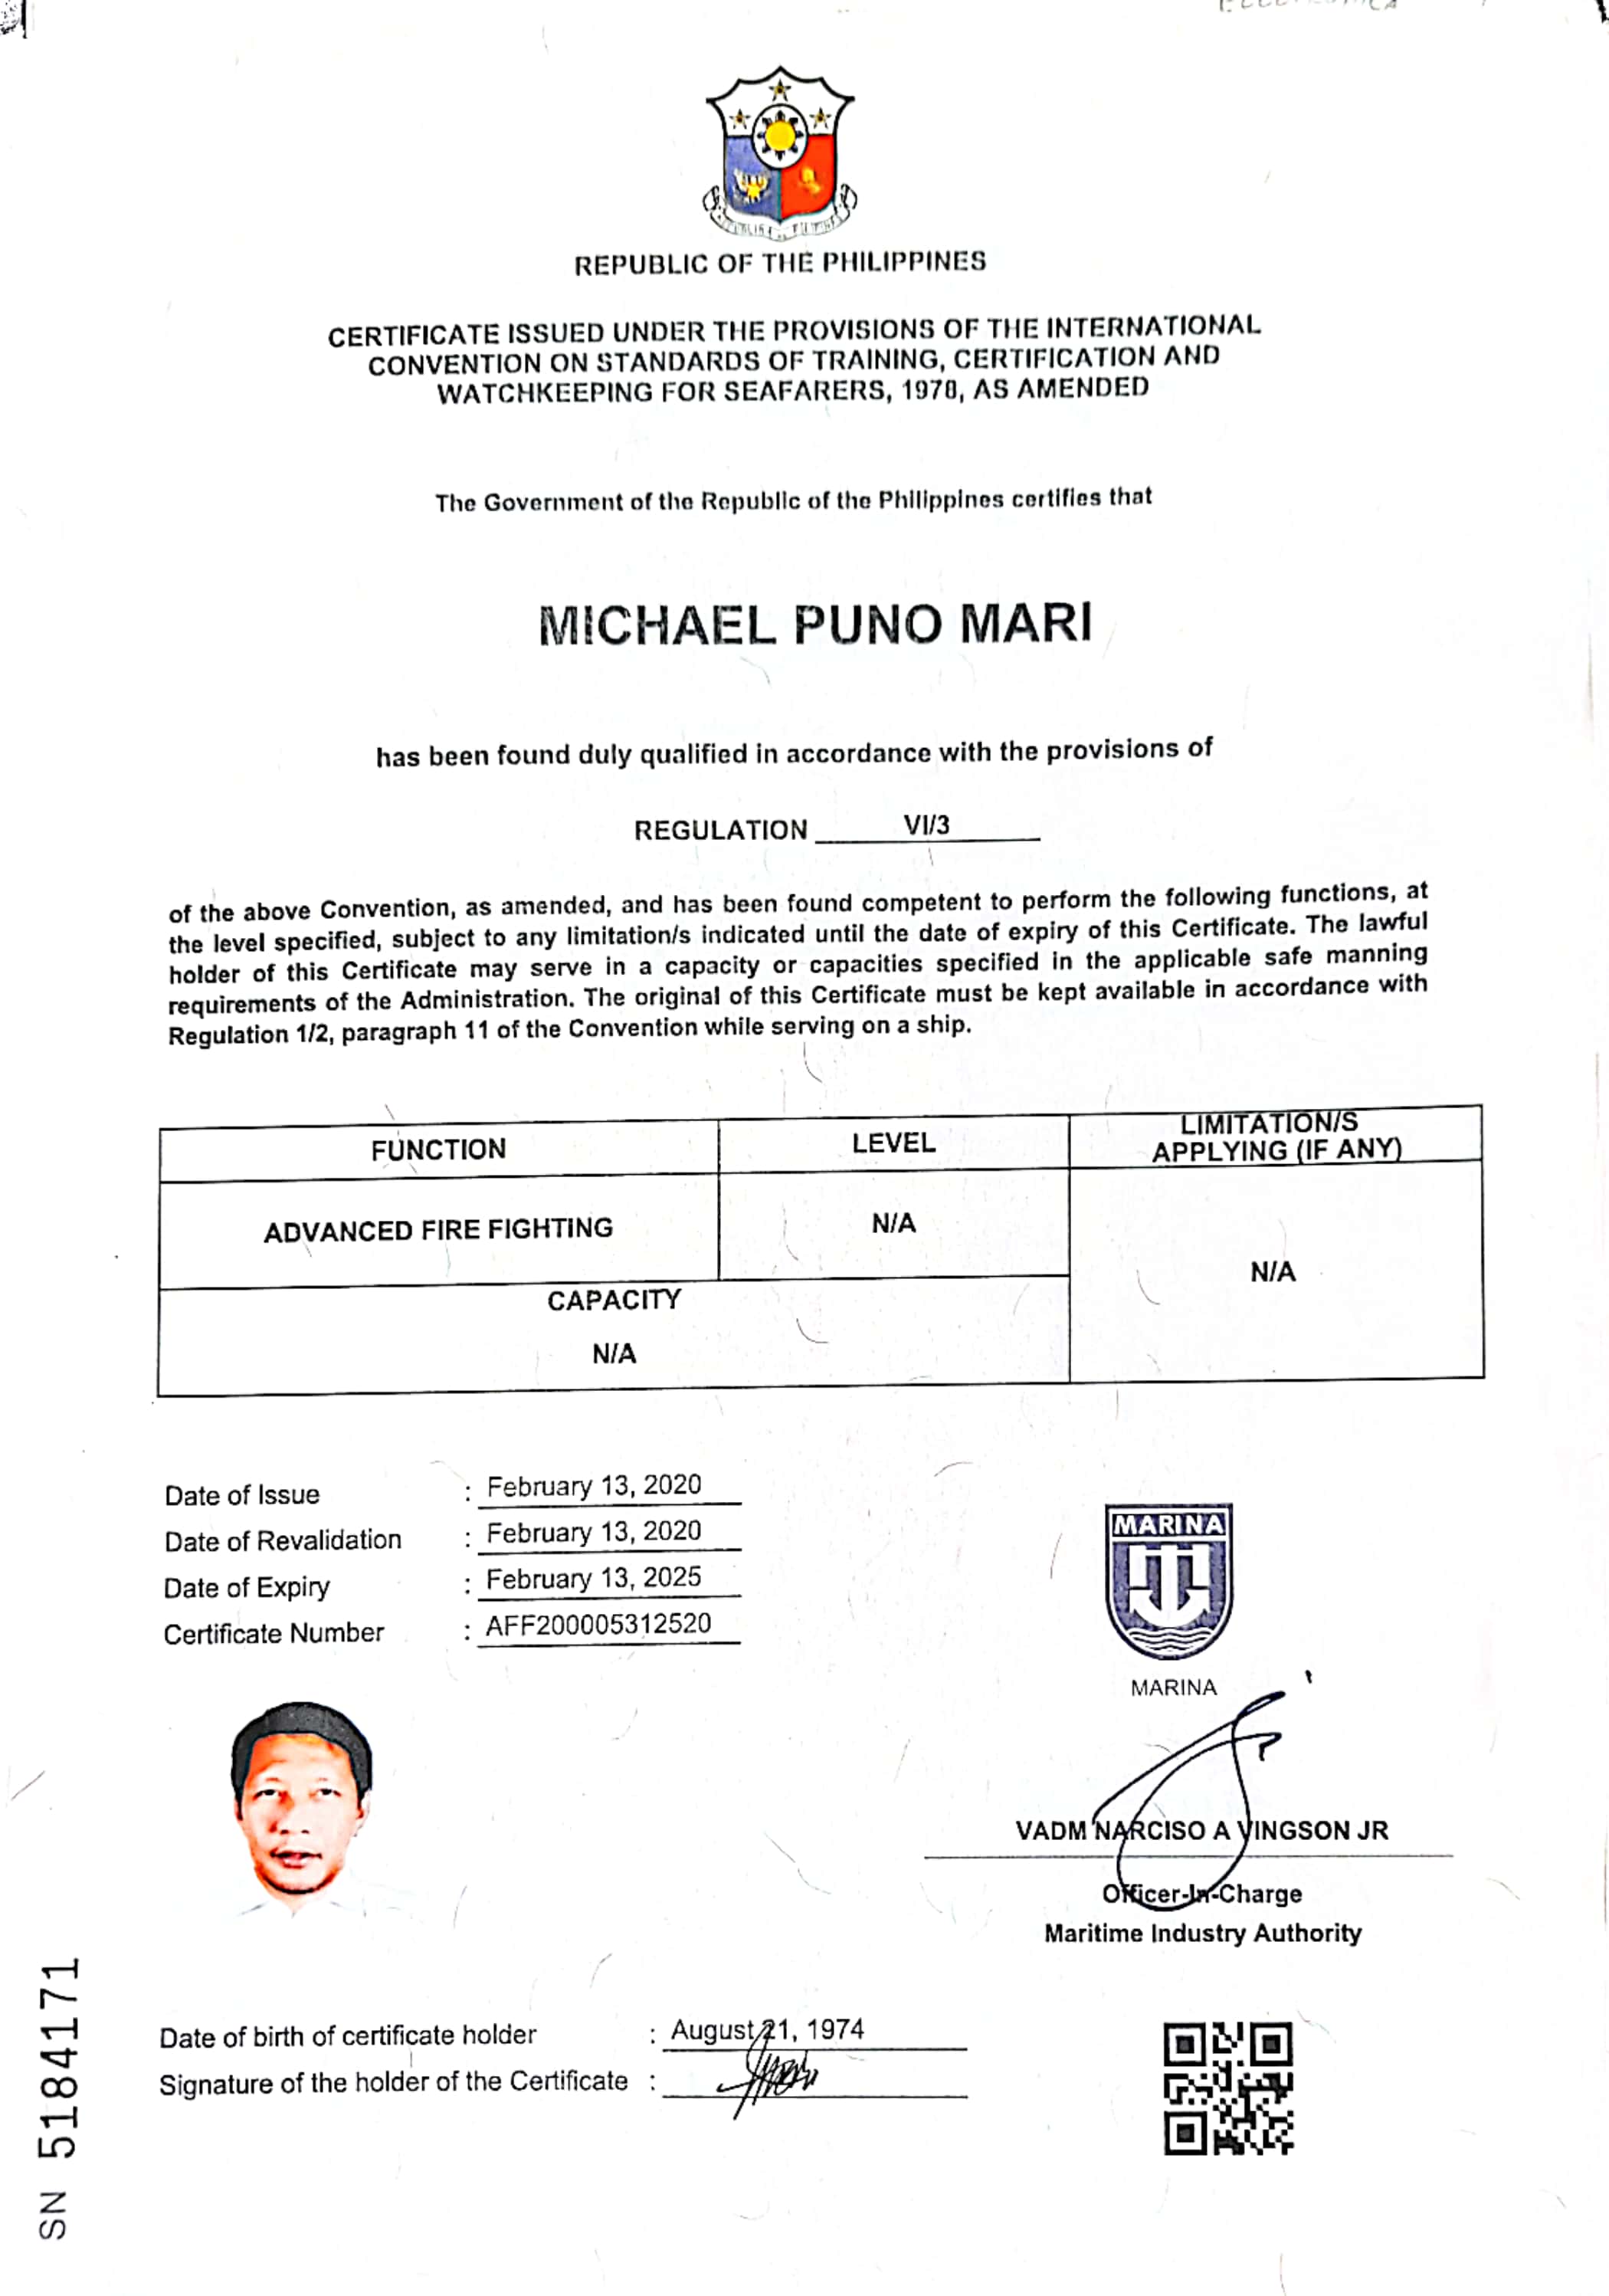 REPUBLIC OF THE PHILIPPINES
CERTIFICATE ISSUED UNDER THE PROVISIONS OF THE INTERNATIONAL
CONVENTION ON STANDARDS OF TRAINING, CERTIFICATION AND
WATCHKEEPING FOR SEAFARERS, 1978, AS AMENDED
The Government of the Republic of the Philippines certifies that
MICHAEL PUNO MARI
has been found duly qualified in accordance with the provisions of
REGULATION VI/3
of the above Convention, as amended, and has been found competent to perform the following functions, at
the level specified, subject to any limitation/s indicated until the date of expiry of this Certificate. The lawful
holder of this Certificate may serve in a capacity or capacities specified in the applicable safe manning
requirements of the Administration. The original of this Certificate must be kept available in accordance with
Regulation 1/2, paragraph 11 of the Convention while serving on a ship.
FUNCTION LEVEL LIMITATION/S
APPLYING (IF ANY)
ADVANCED FIRE FIGHTING N/A
N/A
CAPACITY
N/A
Date of Issue : February 13, 2020
Date of Revalidation : February 13, 2020
Date of Expiry : February 13, 2025
Certificate Number : AFF200005312520
MARINA
MARINA
VADM NARCISO A VINGSON JR
Officer-In-Charge
Maritime Industry Authority
Date of birth of certificate holder : August 21, 1974
Signature of the holder of the Certificate :
SN 5184171